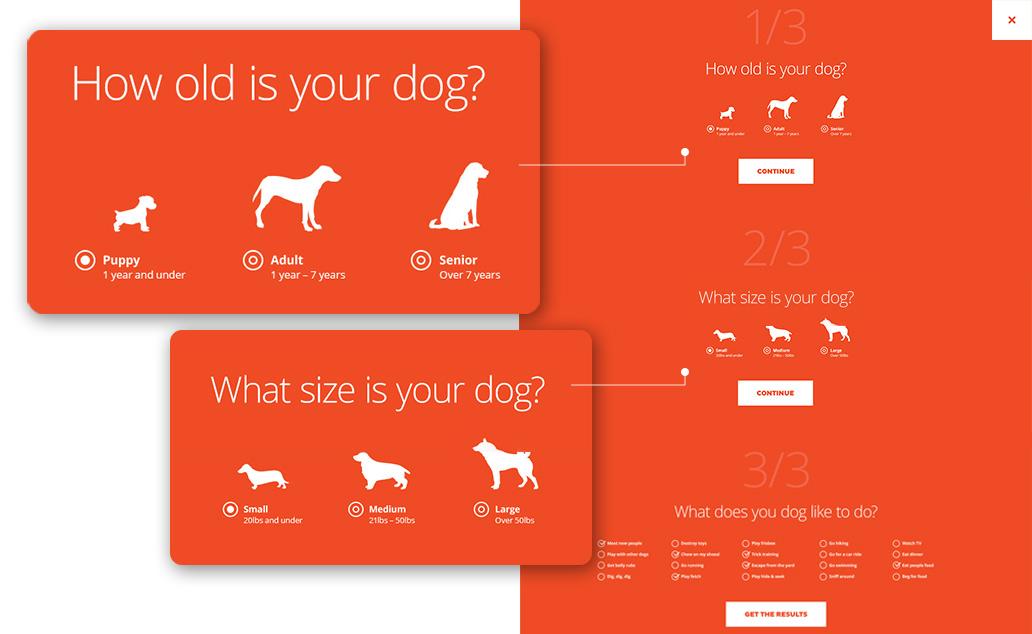 How old is your dog?
Puppy
1 year and under
Adult
1 year – 7 years
Senior
Over 7 years
What size is your dog?
Small
20lbs and under
Medium
21lbs – 50lbs
Large
Over 50lbs
1/3
How old is your dog?
Puppy
1 year and under
Adult
1 year – 7 years
Senior
Over 7 years
CONTINUE
2/3
What size is your dog?
Small
20lbs and under
Medium
21lbs – 50lbs
Large
Over 50lbs
CONTINUE
3/3
What does you dog like to do?
Meet new people
Destroy toys
Play frisbee
Go hiking
Watch TV
Play with other dogs
Chew on my shoes!
Trick training
Go for a car ride
Eat dinner
Get belly rubs
Go running
Escape from the yard
Go swimming
Eat people food
Dig, dig, dig
Play fetch
Play hide & seek
Sniff around
Beg for food
GET THE RESULTS